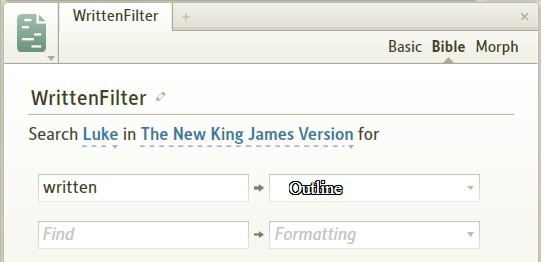 WrittenFilter
Basic Bible Morph
WrittenFilter
Search Luke in The New King James Version for
written Outline
Find Formatting